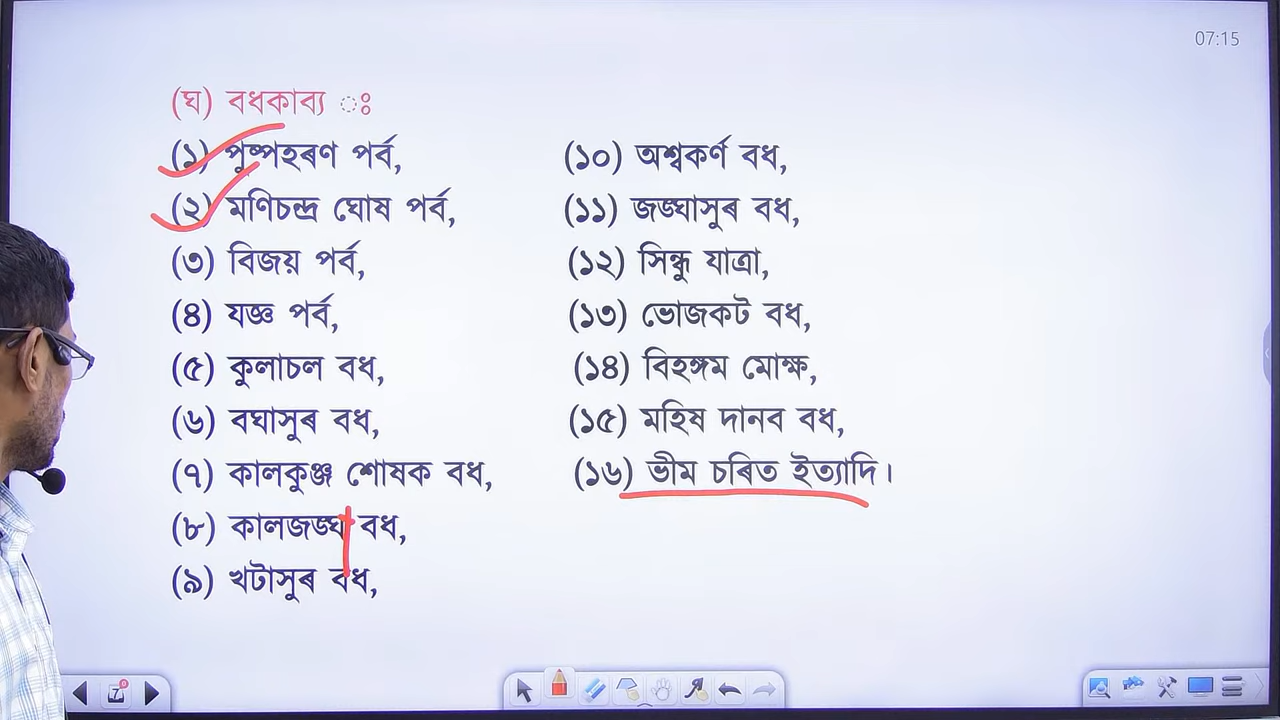 07:15
(ঘ) বধকাব্য ঃ
(১) পুষ্পহৰণ পৰ্ব,
(২) মণিচন্দ্ৰ ঘোষ পৰ্ব,
(৩) বিজয় পৰ্ব,
(৪) যজ্ঞ পৰ্ব,
(৫) কুলাচল বধ,
(৬) বঘাসুৰ বধ,
(৭) কালকুঞ্জ শোষক বধ,
(৮) কালজঙ্ঘ বধ,
(৯) খটাসুৰ বধ,
(১০) অশ্বকৰ্ণ বধ,
(১১) জঙ্ঘাসুৰ বধ,
(১২) সিন্ধু যাত্ৰা,
(১৩) ভোজকট বধ,
(১৪) বিহঙ্গম মোক্ষ,
(১৫) মহিষ দানব বধ,
(১৬) ভীম চৰিত ইত্যাদি।
7